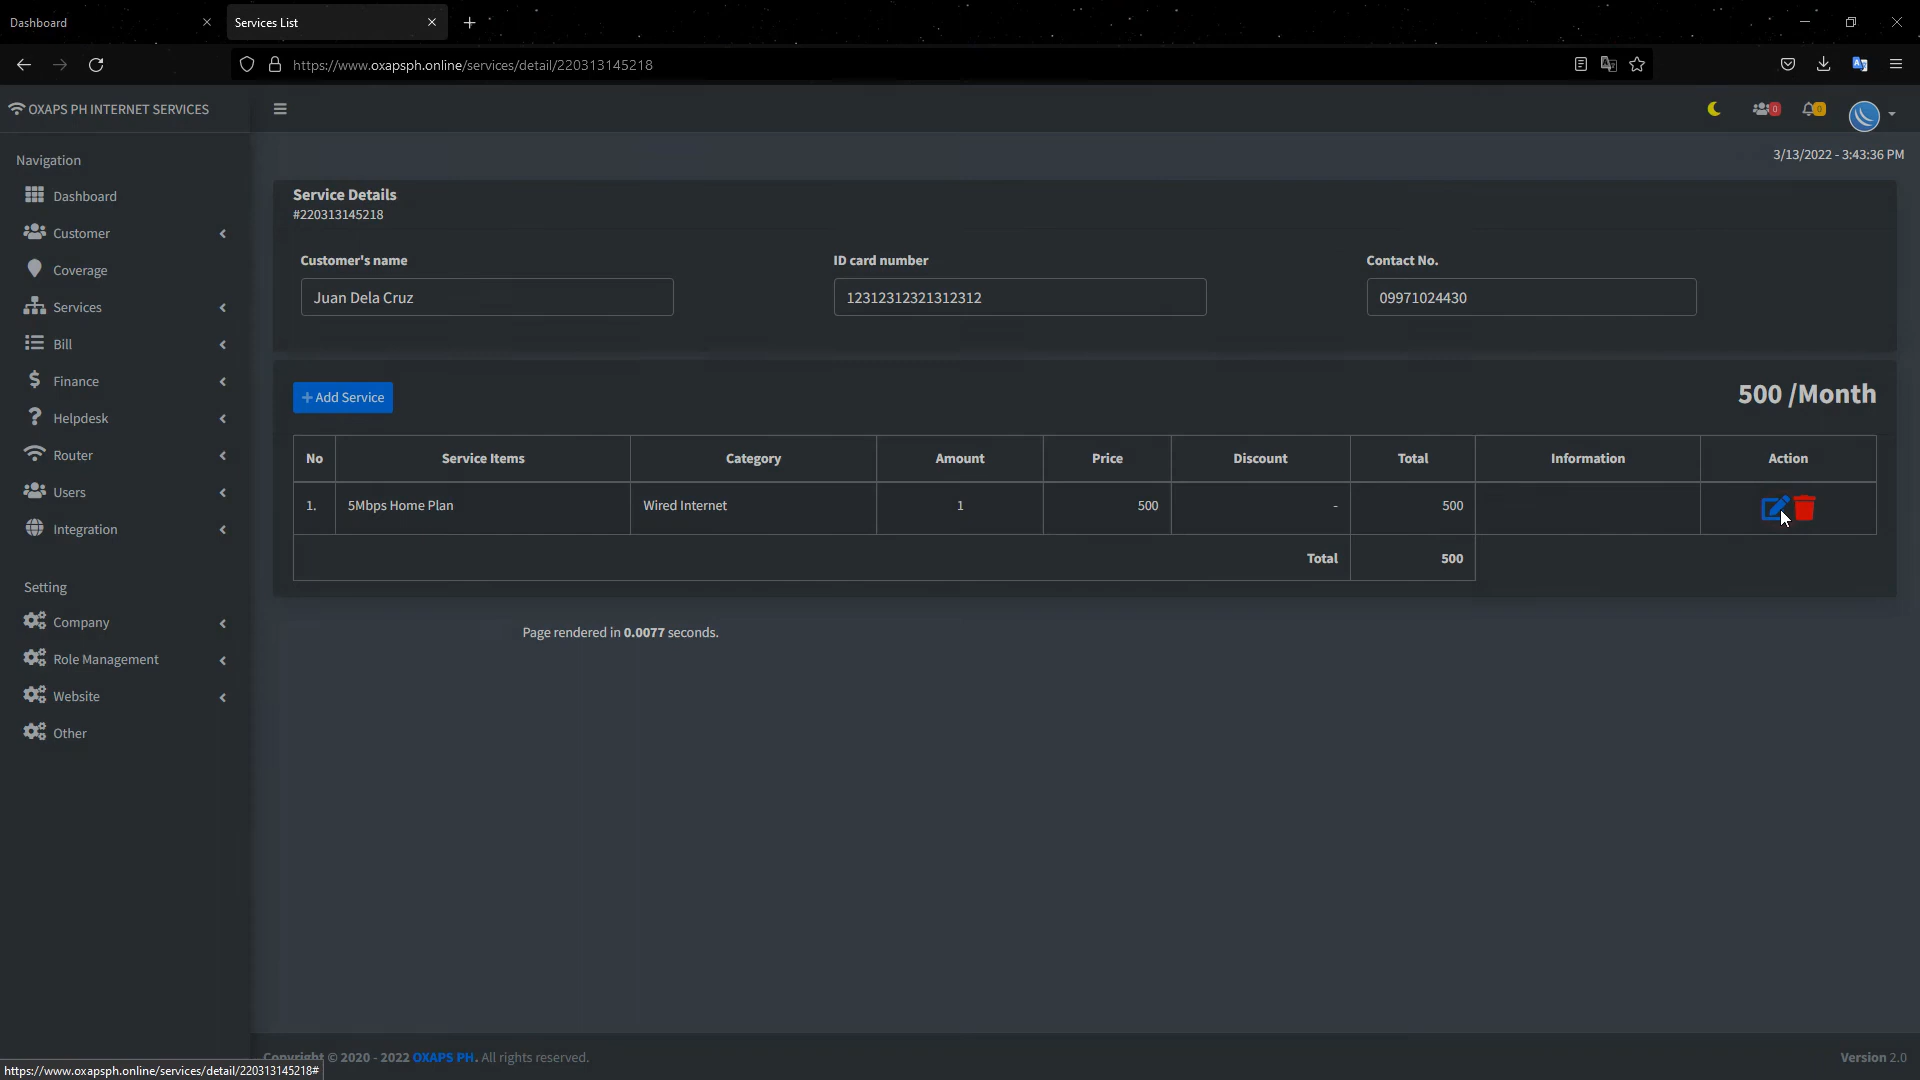 Dashboard
Services List
https://www.oxapsph.online/services/detail/220313145218
OXAPS PH INTERNET SERVICES
0
0
3/13/2022 - 3:43:36 PM
Navigation
Dashboard
Customer
Coverage
Services
Bill
Finance
Helpdesk
Router
Users
Integration
Setting
Company
Role Management
Website
Other
Service Details
#220313145218
Customer's name
ID card number
Contact No.
Juan Dela Cruz
12312312321312312
09971024430
+ Add Service
500 /Month
No Service Items Category Amount Price Discount Total Information Action
1. 5Mbps Home Plan Wired Internet 1 500 - 500
Total 500
Page rendered in 0.0077 seconds.
Copyright © 2020 - 2022 OXAPS PH. All rights reserved.
Version 2.0
https://www.oxapsph.online/services/detail/220313145218#